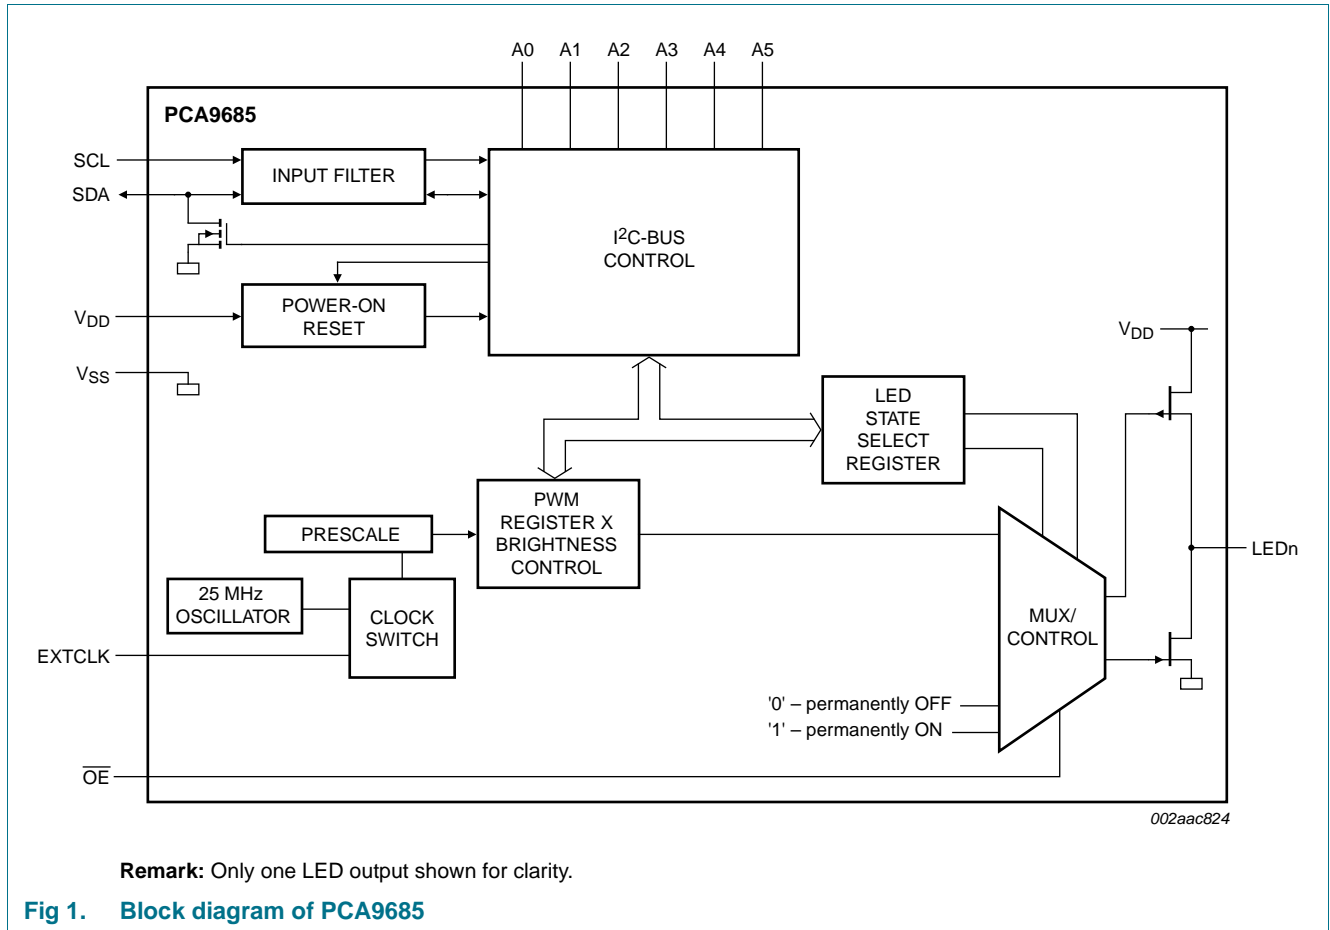 A0 A1 A2 A3 A4 A5
PCA9685
SCL
INPUT FILTER
SDA
I²C-BUS
CONTROL
POWER-ON
RESET
VDD
VSS
VDD
LED
STATE
SELECT
REGISTER
PWM
REGISTER X
BRIGHTNESS
CONTROL
PRESCALE
LEDn
25 MHz
OSCILLATOR
CLOCK
SWITCH
MUX/
CONTROL
EXTCLK
'0' – permanently OFF
'1' – permanently ON
O̅E̅
002aac824
Remark: Only one LED output shown for clarity.
Fig 1. Block diagram of PCA9685